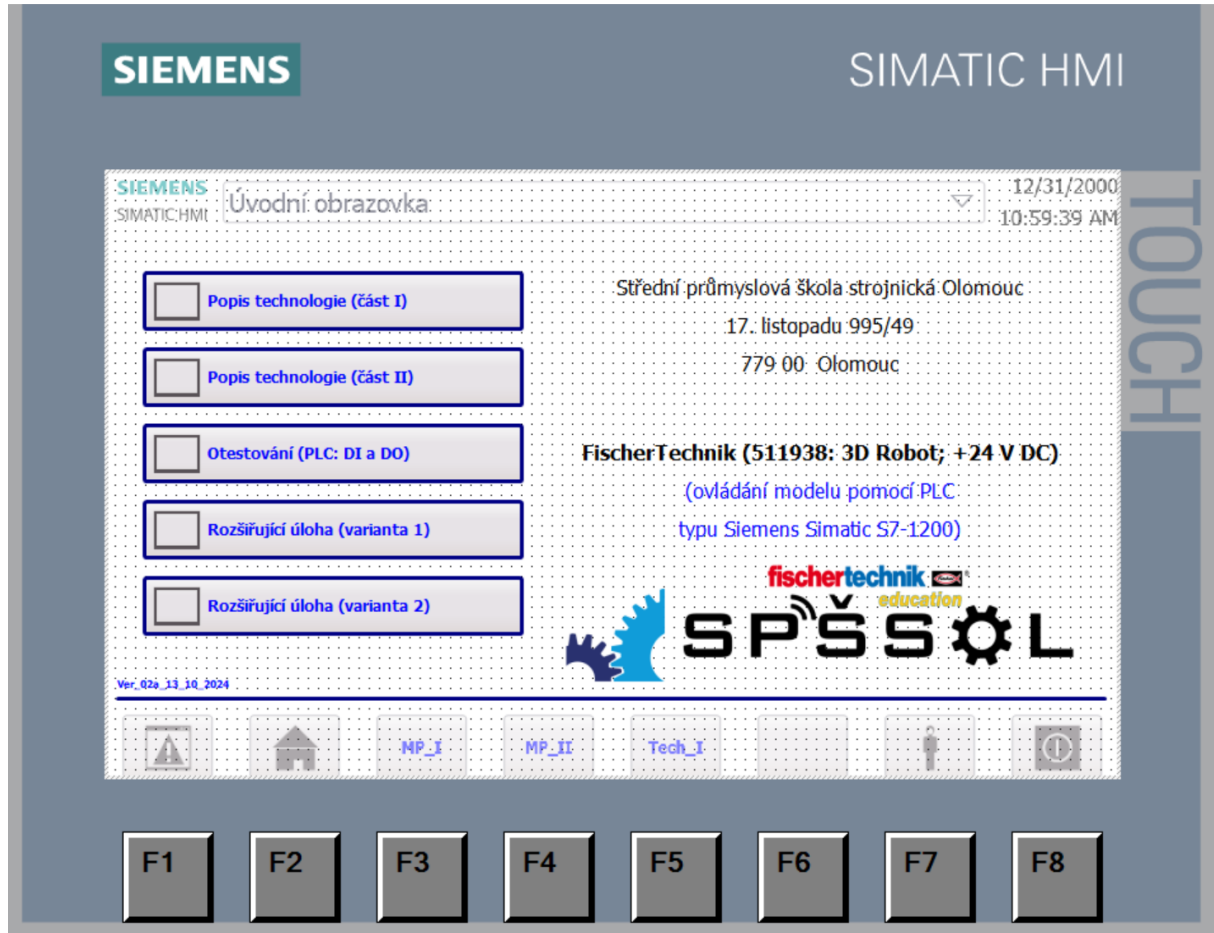 SIEMENS
SIMATIC HMI
TOUCH
SIEMENS
SIMATIC HMI
Úvodní obrazovka
12/31/2000
10:59:39 AM
Popis technologie (část I)
Popis technologie (část II)
Otestování (PLC: DI a DO)
Rozšiřující úloha (varianta 1)
Rozšiřující úloha (varianta 2)
Střední průmyslová škola strojnická Olomouc
17. listopadu 995/49
779 00 Olomouc
FischerTechnik (511938: 3D Robot; +24 V DC)
(ovládání modelu pomocí PLC
typu Siemens Simatic S7-1200)
fischertechnik
education
SPŠSOL
Ver_02a_13_10_2024
MP_I
MP_II
Tech_I
F1
F2
F3
F4
F5
F6
F7
F8